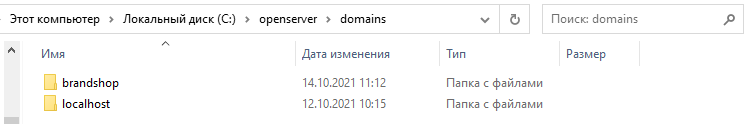 Этот компьютер > Локальный диск (C:) > openserver > domains
Поиск: domains
Имя Дата изменения Тип Размер
brandshop 14.10.2021 11:12 Папка с файлами
localhost 12.10.2021 10:15 Папка с файлами